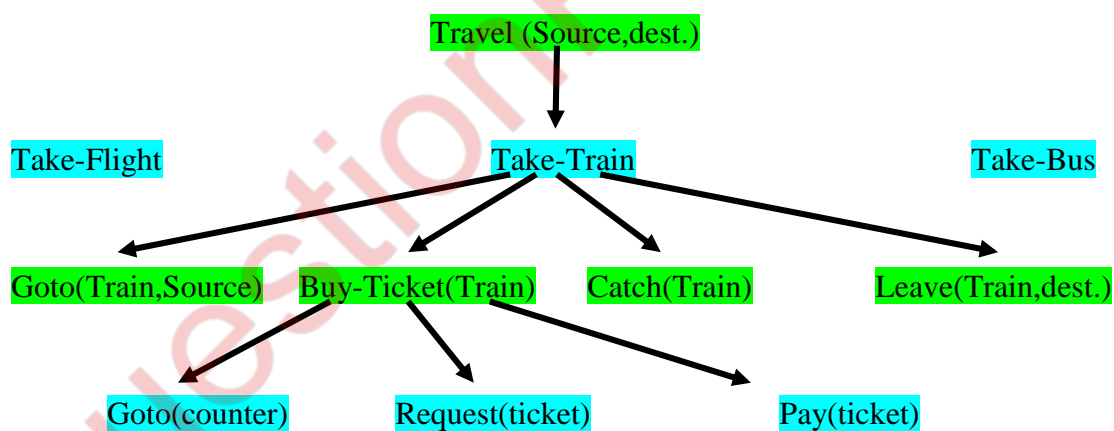 Travel (Source,dest.)
Take-Flight Take-Train Take-Bus
Goto(Train,Source) Buy-Ticket(Train) Catch(Train) Leave(Train,dest.)
Goto(counter) Request(ticket) Pay(ticket)